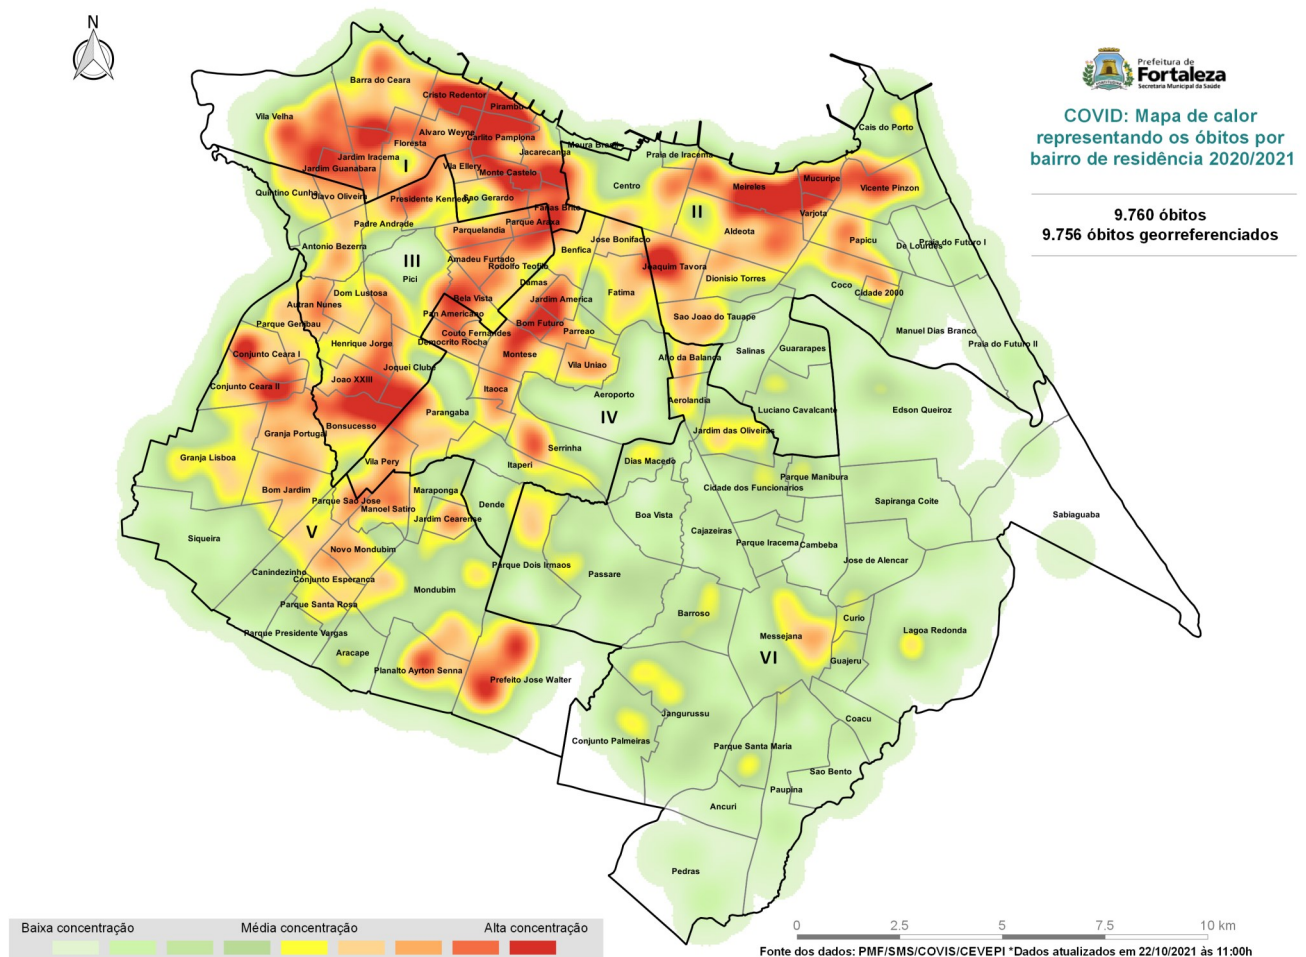 N
Prefeitura de
Fortaleza
Secretaria Municipal da Saúde
COVID: Mapa de calor
representando os óbitos por
bairro de residência 2020/2021
9.760 óbitos
9.756 óbitos georreferenciados
Barra do Ceara
Cristo Redentor
Pirambu
Vila Velha
Cais do Porto
Alvaro Weyne
Carlito Pamplona
Floresta
Moura Brasil
Jacarecanga
Praia de Iracema
Jardim Iracema
I
Vila Ellery
Jardim Guanabara
Monte Castelo
Mucuripe
Centro
Meireles
Vicente Pinzon
Quintino Cunha
Olavo Oliveira
Presidente Kennedy
Sao Gerardo
Farias Brito
II
Varjota
Padre Andrade
Parque Araxa
Parquelandia
Aldeota
Antonio Bezerra
Jose Bonifacio
Papicu
De Lourdes
Praia do Futuro I
Benfica
III
Amadeu Furtado
Rodolfo Teofilo
Joaquim Tavora
Pici
Damas
Dionisio Torres
Dom Lustosa
Fatima
Coco
Cidade 2000
Autran Nunes
Bela Vista
Jardim America
Pan Americano
Sao Joao do Tauape
Parque Genibau
Bom Futuro
Couto Fernandes
Parreao
Manuel Dias Branco
Democrito Rocha
Henrique Jorge
Praia do Futuro II
Conjunto Ceara I
Montese
Alto da Balanca
Salinas
Guararapes
Joquei Clube
Vila Uniao
Joao XXIII
Conjunto Ceara II
Itaoca
Aeroporto
Aerolandia
Luciano Cavalcante
Edson Queiroz
Parangaba
IV
Bonsucesso
Granja Portugal
Jardim das Oliveiras
Serrinha
Granja Lisboa
Vila Pery
Itaperi
Dias Macedo
Parque Manibura
Cidade dos Funcionarios
Bom Jardim
Maraponga
Parque Sao Jose
Dende
Sapiranga Coite
Manoel Satiro
Jardim Cearense
Boa Vista
Sabiaguaba
V
Cajazeiras
Siqueira
Parque Iracema
Cambeba
Novo Mondubim
Jose de Alencar
Parque Dois Irmaos
Canindezinho
Conjunto Esperanca
Passare
Mondubim
Parque Santa Rosa
Barroso
Curio
Parque Presidente Vargas
Messejana
Lagoa Redonda
Aracape
VI
Guajeru
Planalto Ayrton Senna
Prefeito Jose Walter
Jangurussu
Coacu
Conjunto Palmeiras
Parque Santa Maria
Sao Bento
Paupina
Ancuri
Pedras
Baixa concentração Média concentração Alta concentração
0 2.5 5 7.5 10 km
Fonte dos dados: PMF/SMS/COVIS/CEVEPI *Dados atualizados em 22/10/2021 às 11:00h